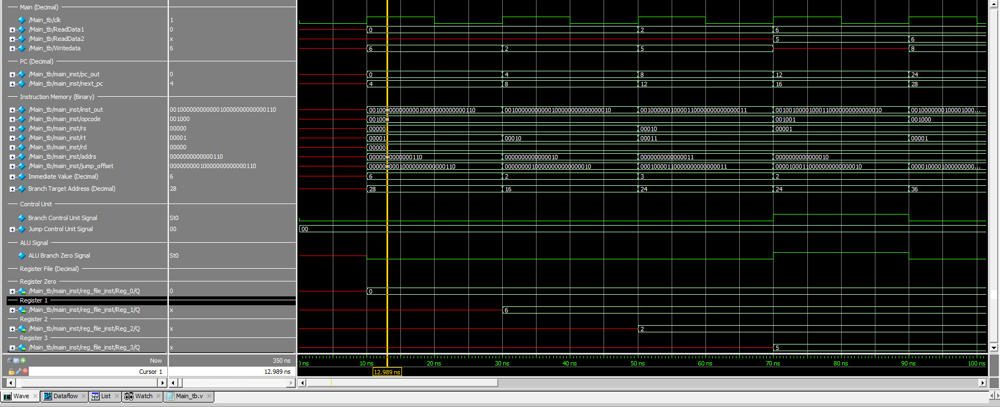 Main (Decimal)
/Main_tb/clk 1
/Main_tb/ReadData1 0 0 2 6
/Main_tb/ReadData2 x 5 6
/Main_tb/Writedata 6 6 2 5 8
PC (Decimal)
/Main_tb/main_inst/pc_out 0 0 4 8 12 24
/Main_tb/main_inst/next_pc 4 4 8 12 16 28
Instruction Memory (Binary)
/Main_tb/main_inst/inst_out 00100000000000010000000000000110 00100000000000010000000000000110 00100000000000100000000000000010 00100000010000110000000000000011 00100100001000110000000000000010 0010000000100001000...
/Main_tb/main_inst/opcode 001000 001000 001001 001000
/Main_tb/main_inst/rs 00000 00000 00010 00001
/Main_tb/main_inst/rt 00001 00001 00010 00011 00001
/Main_tb/main_inst/rd 00000 00000
/Main_tb/main_inst/addrs 0000000000000110 0000000000000110 0000000000000010 0000000000000011 0000000000000010
/Main_tb/main_inst/jump_offset 00000000010000000000000110 00000000010000000000000110 00000000100000000000000010 00010000110000000000000011 00001000110000000000000010 0000100001000000000...
Immediate Value (Decimal) 6 6 2 3 2
Branch Target Address (Decimal) 28 28 16 24 24 36
Control Unit
Branch Control Unit Signal St0
Jump Control Unit Signal 00 00
ALU Signal
ALU Branch Zero Signal St0
Register File (Decimal)
Register Zero
/Main_tb/main_inst/reg_file_inst/Reg_0/Q 0 0
Register 1
/Main_tb/main_inst/reg_file_inst/Reg_1/Q x 6
Register 2
/Main_tb/main_inst/reg_file_inst/Reg_2/Q x 2
Register 3
/Main_tb/main_inst/reg_file_inst/Reg_3/Q x 5
Now 350 ns ns 10 ns 20 ns 30 ns 40 ns 50 ns 60 ns 70 ns 80 ns 90 ns 100 ns
Cursor 1 12.989 ns 12.989 ns
Wave Dataflow List Watch Main_tb.v